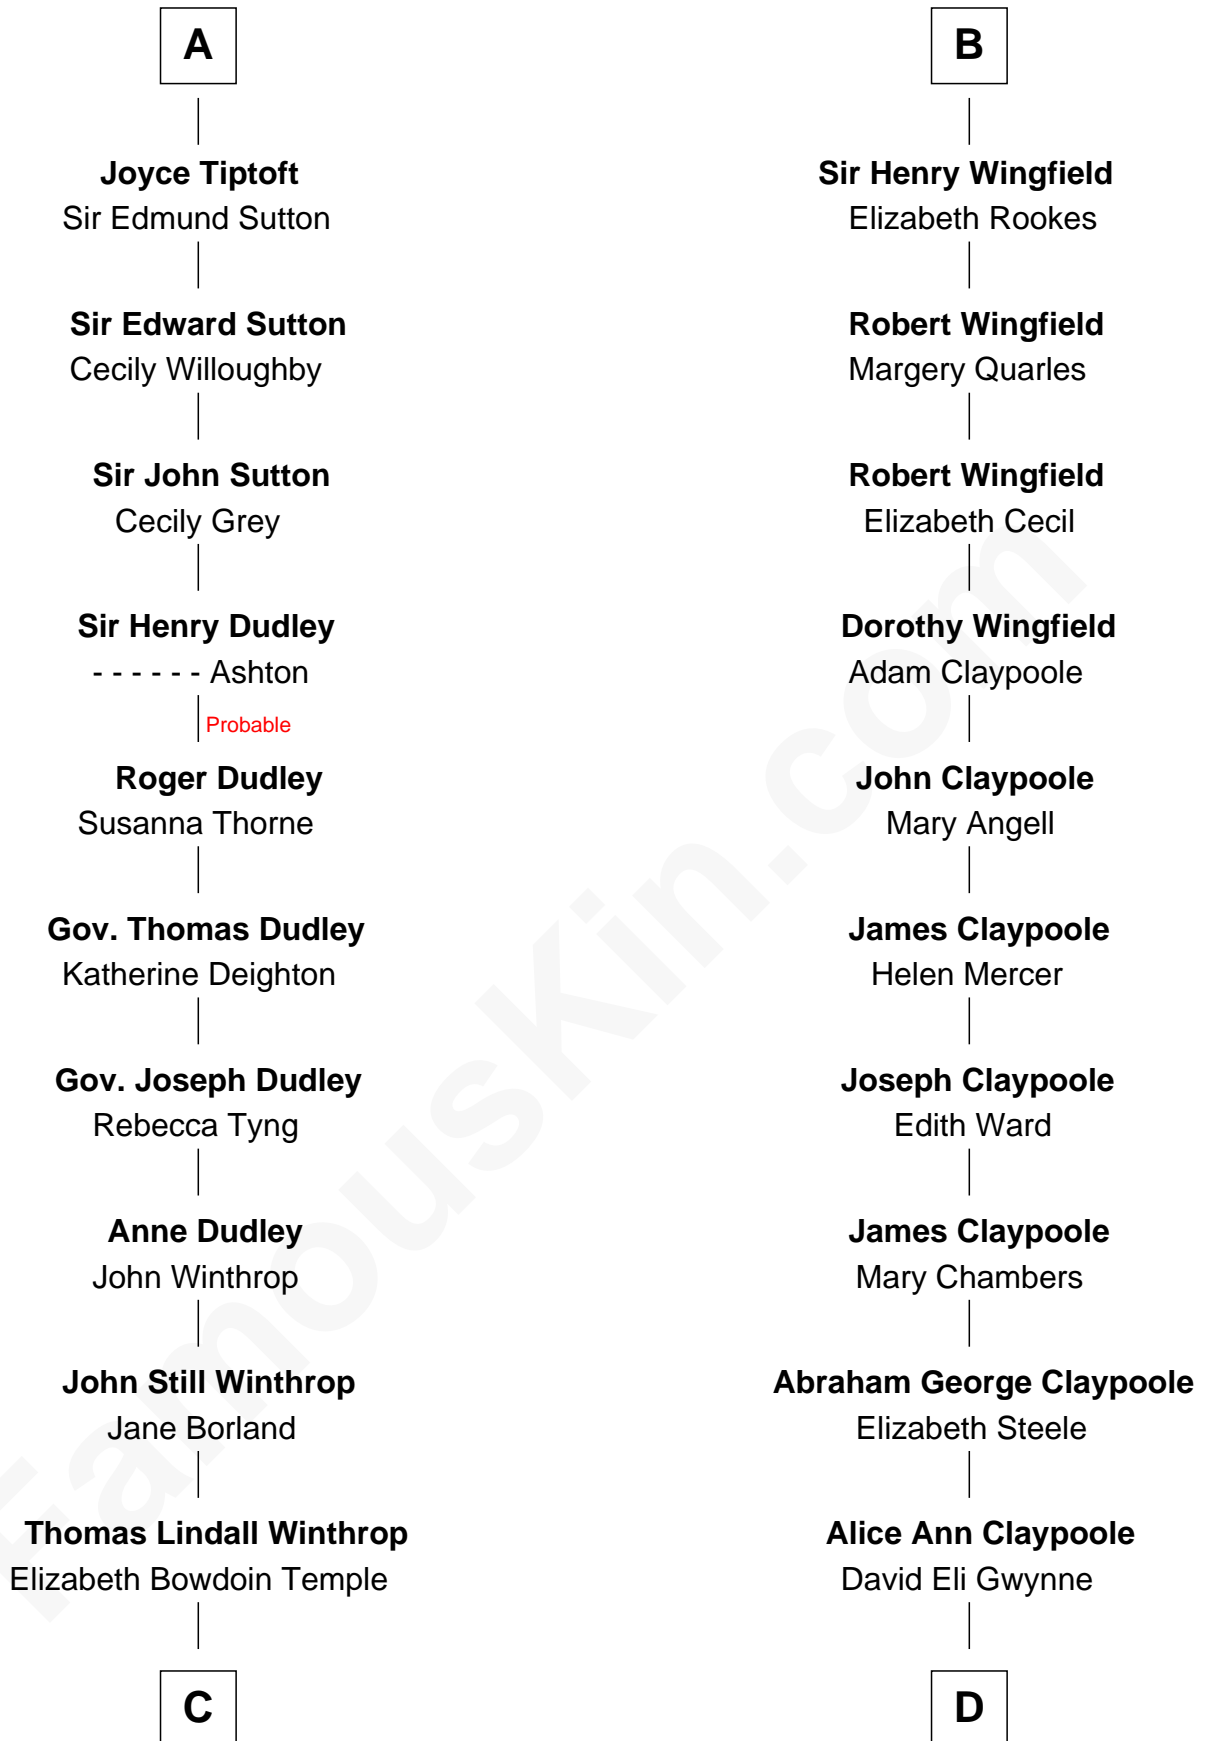 A
Joyce Tiptoft
Sir Edmund Sutton
Sir Edward Sutton
Cecily Willoughby
Sir John Sutton
Cecily Grey
Sir Henry Dudley
- - - - - - Ashton
Probable
Roger Dudley
Susanna Thorne
Gov. Thomas Dudley
Katherine Deighton
Gov. Joseph Dudley
Rebecca Tyng
Anne Dudley
John Winthrop
John Still Winthrop
Jane Borland
Thomas Lindall Winthrop
Elizabeth Bowdoin Temple
C
B
Sir Henry Wingfield
Elizabeth Rookes
Robert Wingfield
Margery Quarles
Robert Wingfield
Elizabeth Cecil
Dorothy Wingfield
Adam Claypoole
John Claypoole
Mary Angell
James Claypoole
Helen Mercer
Joseph Claypoole
Edith Ward
James Claypoole
Mary Chambers
Abraham George Claypoole
Elizabeth Steele
Alice Ann Claypoole
David Eli Gwynne
D
FamousKin.com